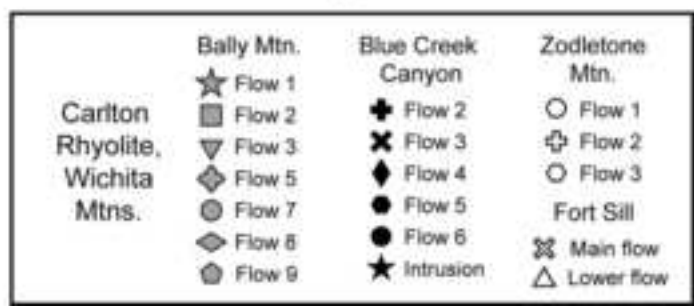 Carlton
Rhyolite,
Wichita
Mtns.
Bally Mtn.
Flow 1
Flow 2
Flow 3
Flow 5
Flow 7
Flow 8
Flow 9
Blue Creek
Canyon
Flow 2
Flow 3
Flow 4
Flow 5
Flow 6
Intrusion
Zodletone
Mtn.
Flow 1
Flow 2
Flow 3
Fort Sill
Main flow
Lower flow